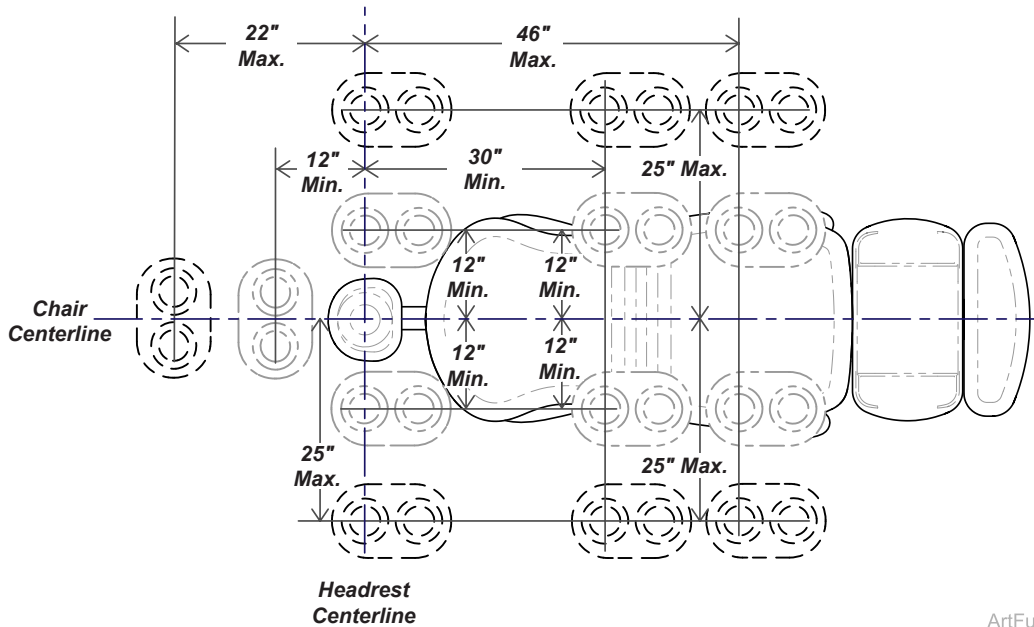 22"
Max.
46"
Max.
12"
Min.
30"
Min.
25" Max.
12"
Min.
12"
Min.
Chair
Centerline
12"
Min.
12"
Min.
25"
Max.
25" Max.
Headrest
Centerline
ArtFu